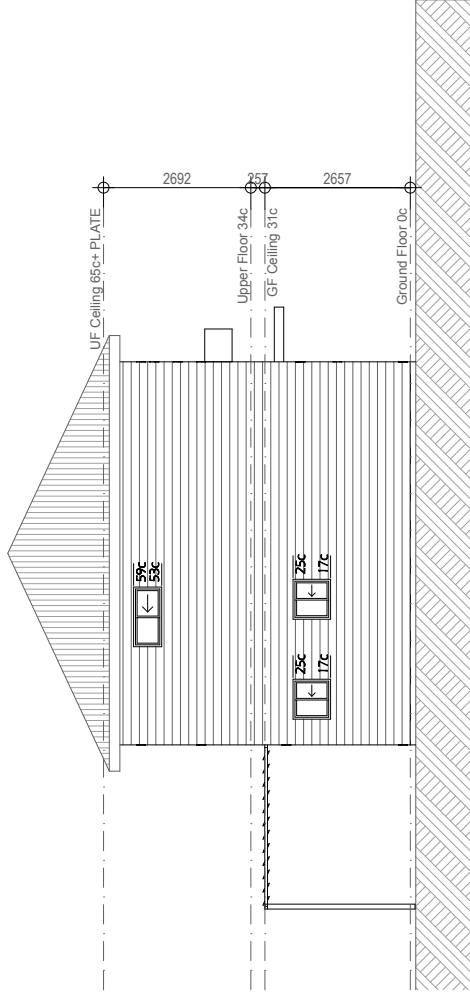 2692
257
2657
UF Ceiling 65c+ PLATE
Upper Floor 34c
GF Ceiling 31c
Ground Floor 0c
59c
53c
25c
17c
25c
17c